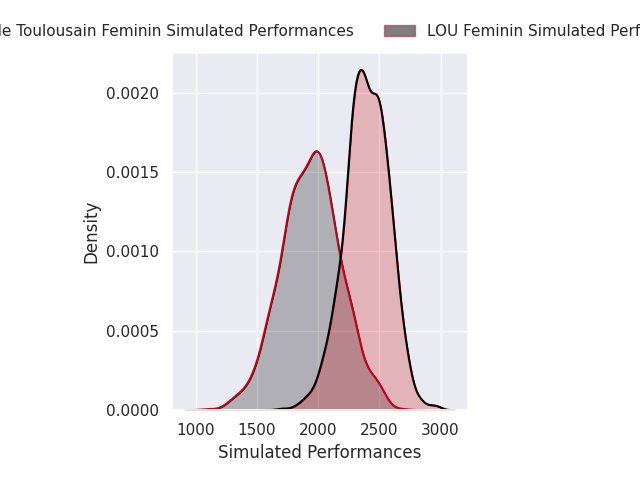 le Toulousain Feminin Simulated Performances LOU Feminin Simulated Perf
0.0020
0.0015
0.0010
0.0005
0.0000
Density
1000 1500 2000 2500 3000
Simulated Performances